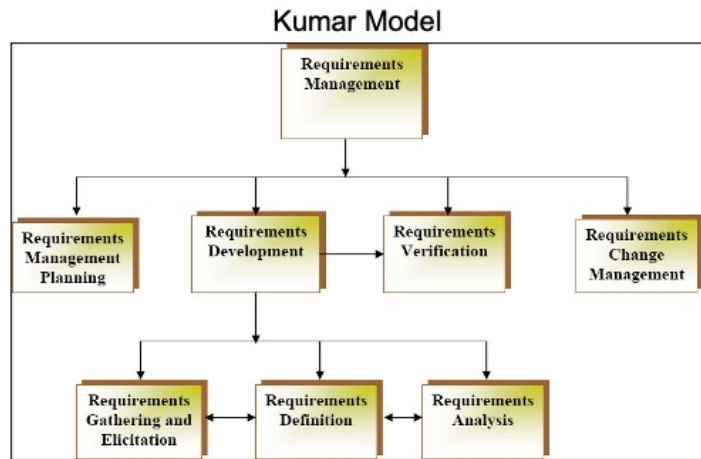 Kumar Model
Requirements
Management
Requirements
Management
Planning
Requirements
Development
Requirements
Verification
Requirements
Change
Management
Requirements
Gathering and
Elicitation
Requirements
Definition
Requirements
Analysis